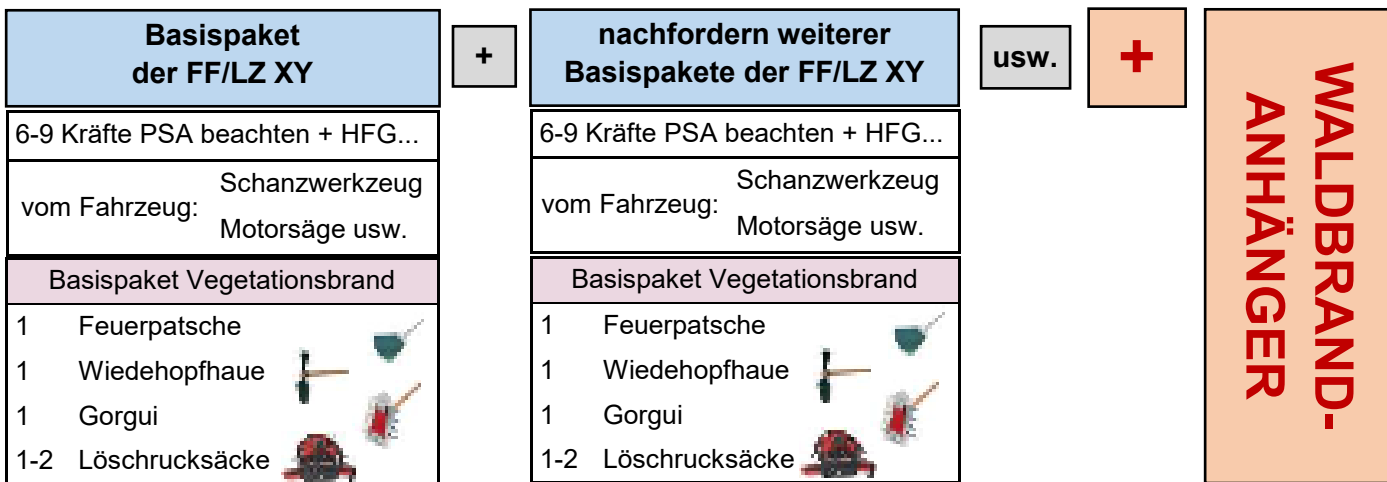 Basispaket
der FF/LZ XY
6-9 Kräfte PSA beachten + HFG...
vom Fahrzeug:
Schanzwerkzeug
Motorsäge usw.
Basispaket Vegetationsbrand
1 Feuerpatsche
1 Wiedehopfhaue
1 Gorgui
1-2 Löschrucksäcke
+
nachfordern weiterer
Basispakete der FF/LZ XY
6-9 Kräfte PSA beachten + HFG...
vom Fahrzeug:
Schanzwerkzeug
Motorsäge usw.
Basispaket Vegetationsbrand
1 Feuerpatsche
1 Wiedehopfhaue
1 Gorgui
1-2 Löschrucksäcke
usw.
+
WALDBRAND-
ANHÄNGER